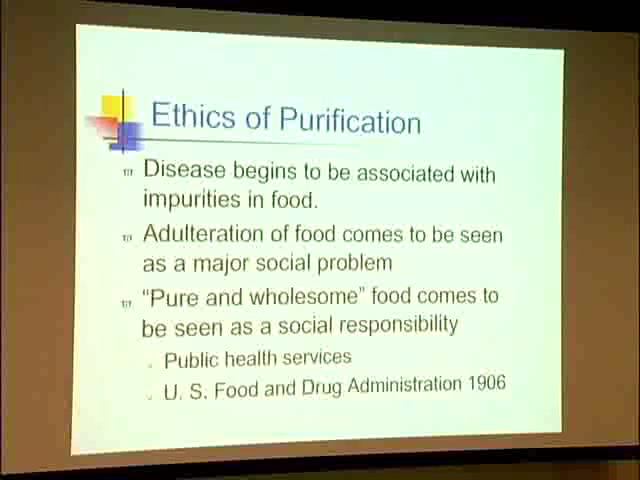 Ethics of Purification
Disease begins to be associated with
impurities in food.
Adulteration of food comes to be seen
as a major social problem
"Pure and wholesome" food comes to
be seen as a social responsibility
Public health services
U. S. Food and Drug Administration 1906